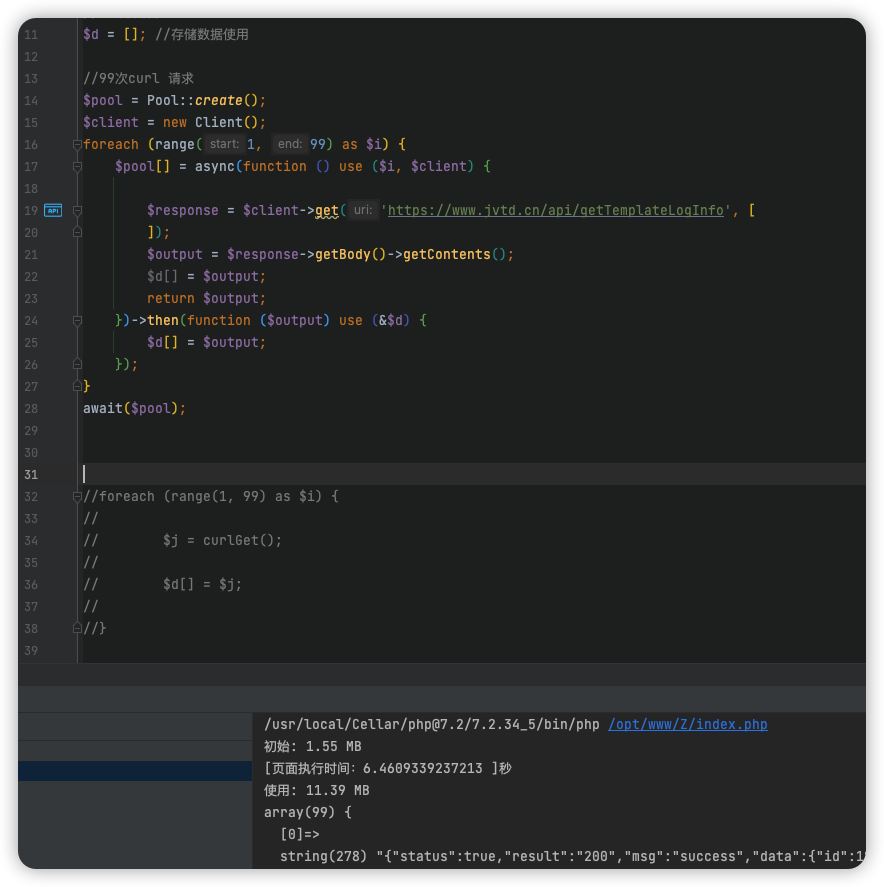 11 $d = []; //存储数据使用
12
13 //99次curl 请求
14 $pool = Pool::create();
15 $client = new Client();
16 foreach (range( start: 1, end: 99) as $i) {
17 $pool[] = async(function () use ($i, $client) {
18
19 API $response = $client->get( uri: 'https://www.jvtd.cn/api/getTemplateLogInfo', [
20 ]);
21 $output = $response->getBody()->getContents();
22 $d[] = $output;
23 return $output;
24 })->then(function ($output) use (&$d) {
25 $d[] = $output;
26 });
27 }
28 await($pool);
29
30
31
32 //foreach (range(1, 99) as $i) {
33 //
34 // $j = curlGet();
35 //
36 // $d[] = $j;
37 //
38 //}
39
/usr/local/Cellar/php@7.2/7.2.34_5/bin/php /opt/www/Z/index.php
初始: 1.55 MB
[页面执行时间: 6.4609339237213 ]秒
使用: 11.39 MB
array(99) {
[0]=>
string(278) "{"status":true,"result":"200","msg":"success","data":{"id":1